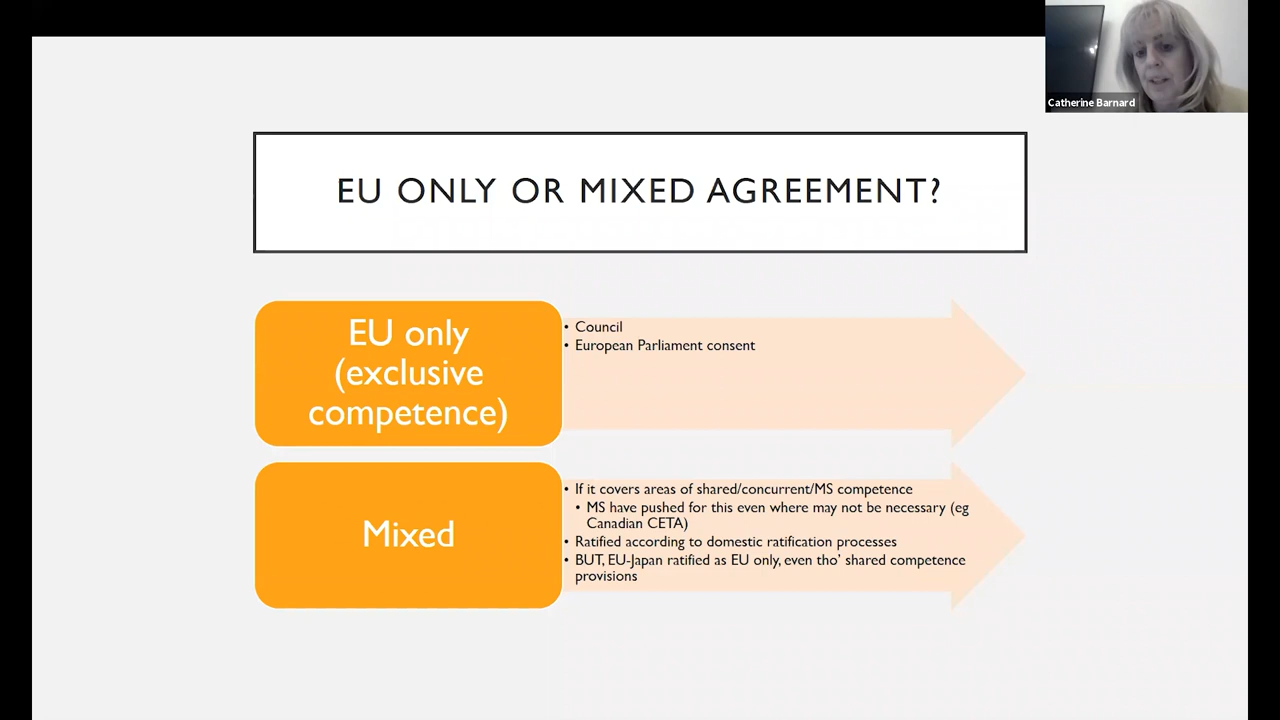 Catherine Barnard
EU ONLY OR MIXED AGREEMENT?
EU only
(exclusive
competence)
• Council
• European Parliament consent
Mixed
• If it covers areas of shared/concurrent/MS competence
• MS have pushed for this even where may not be necessary (eg
Canadian CETA)
• Ratified according to domestic ratification processes
• BUT, EU-Japan ratified as EU only, even tho' shared competence
provisions